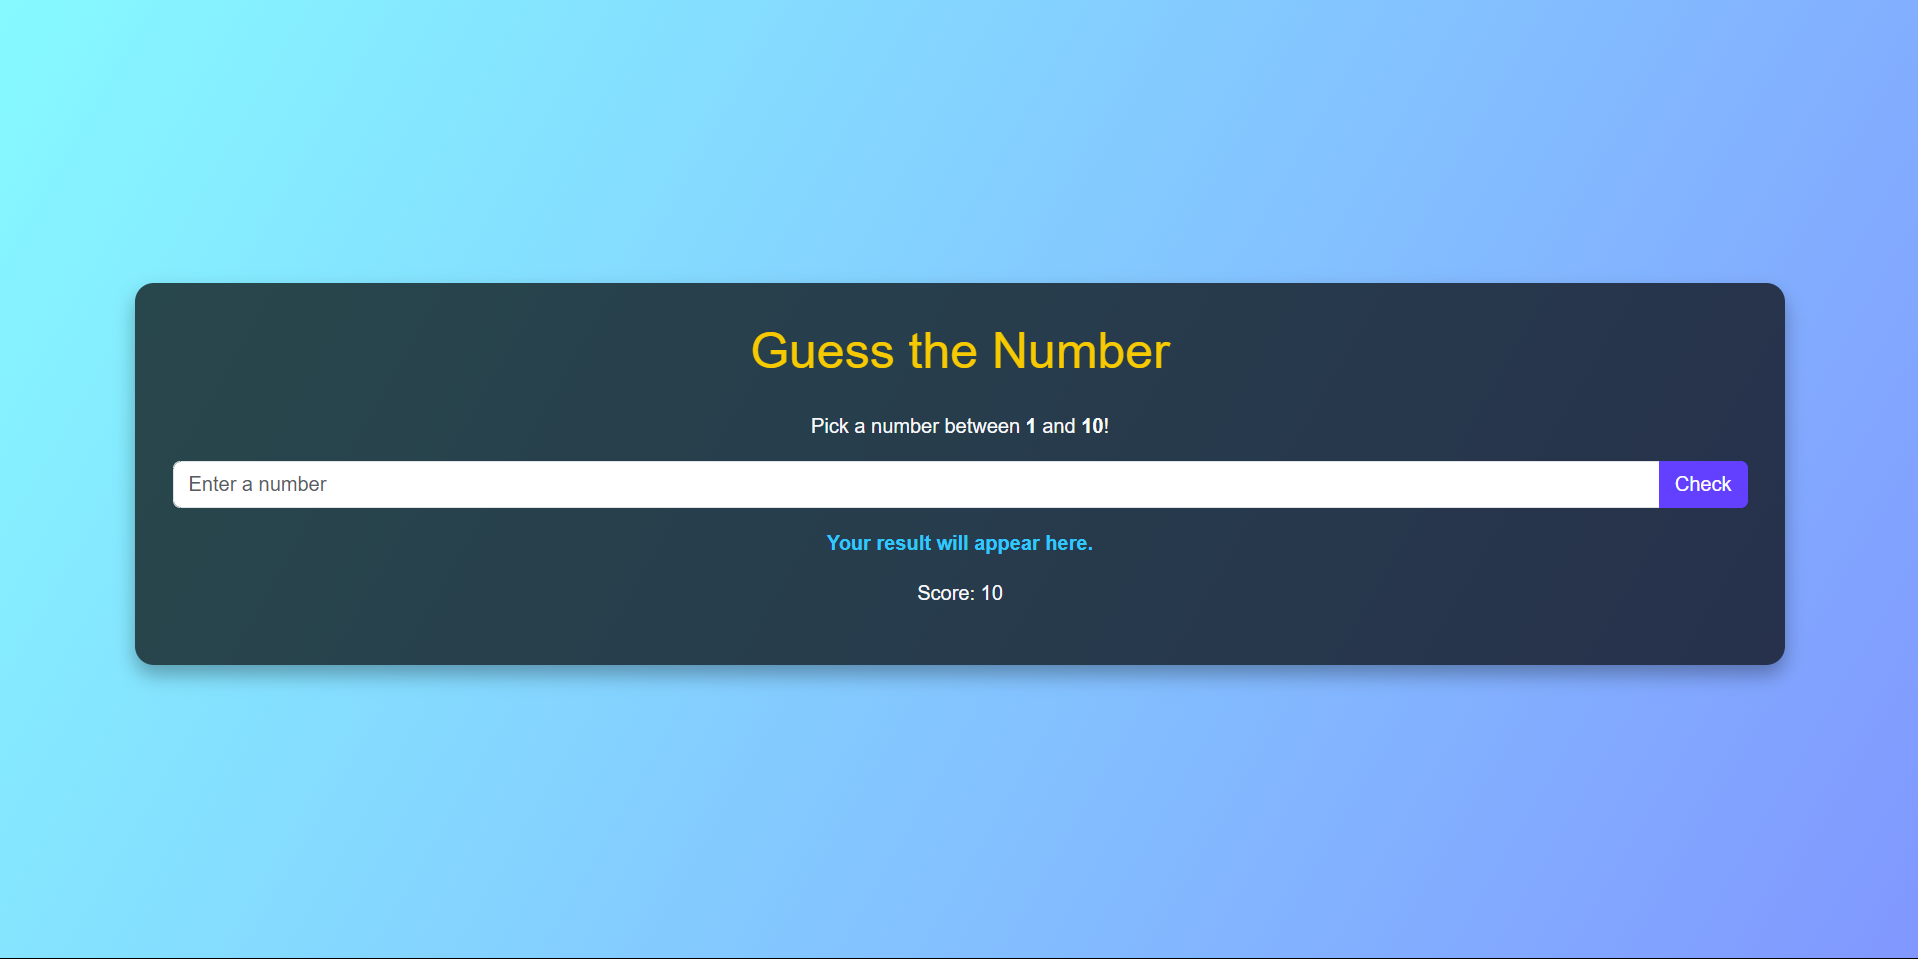 Guess the Number
Pick a number between 1 and 10!
Enter a number
Check
Your result will appear here.
Score: 10